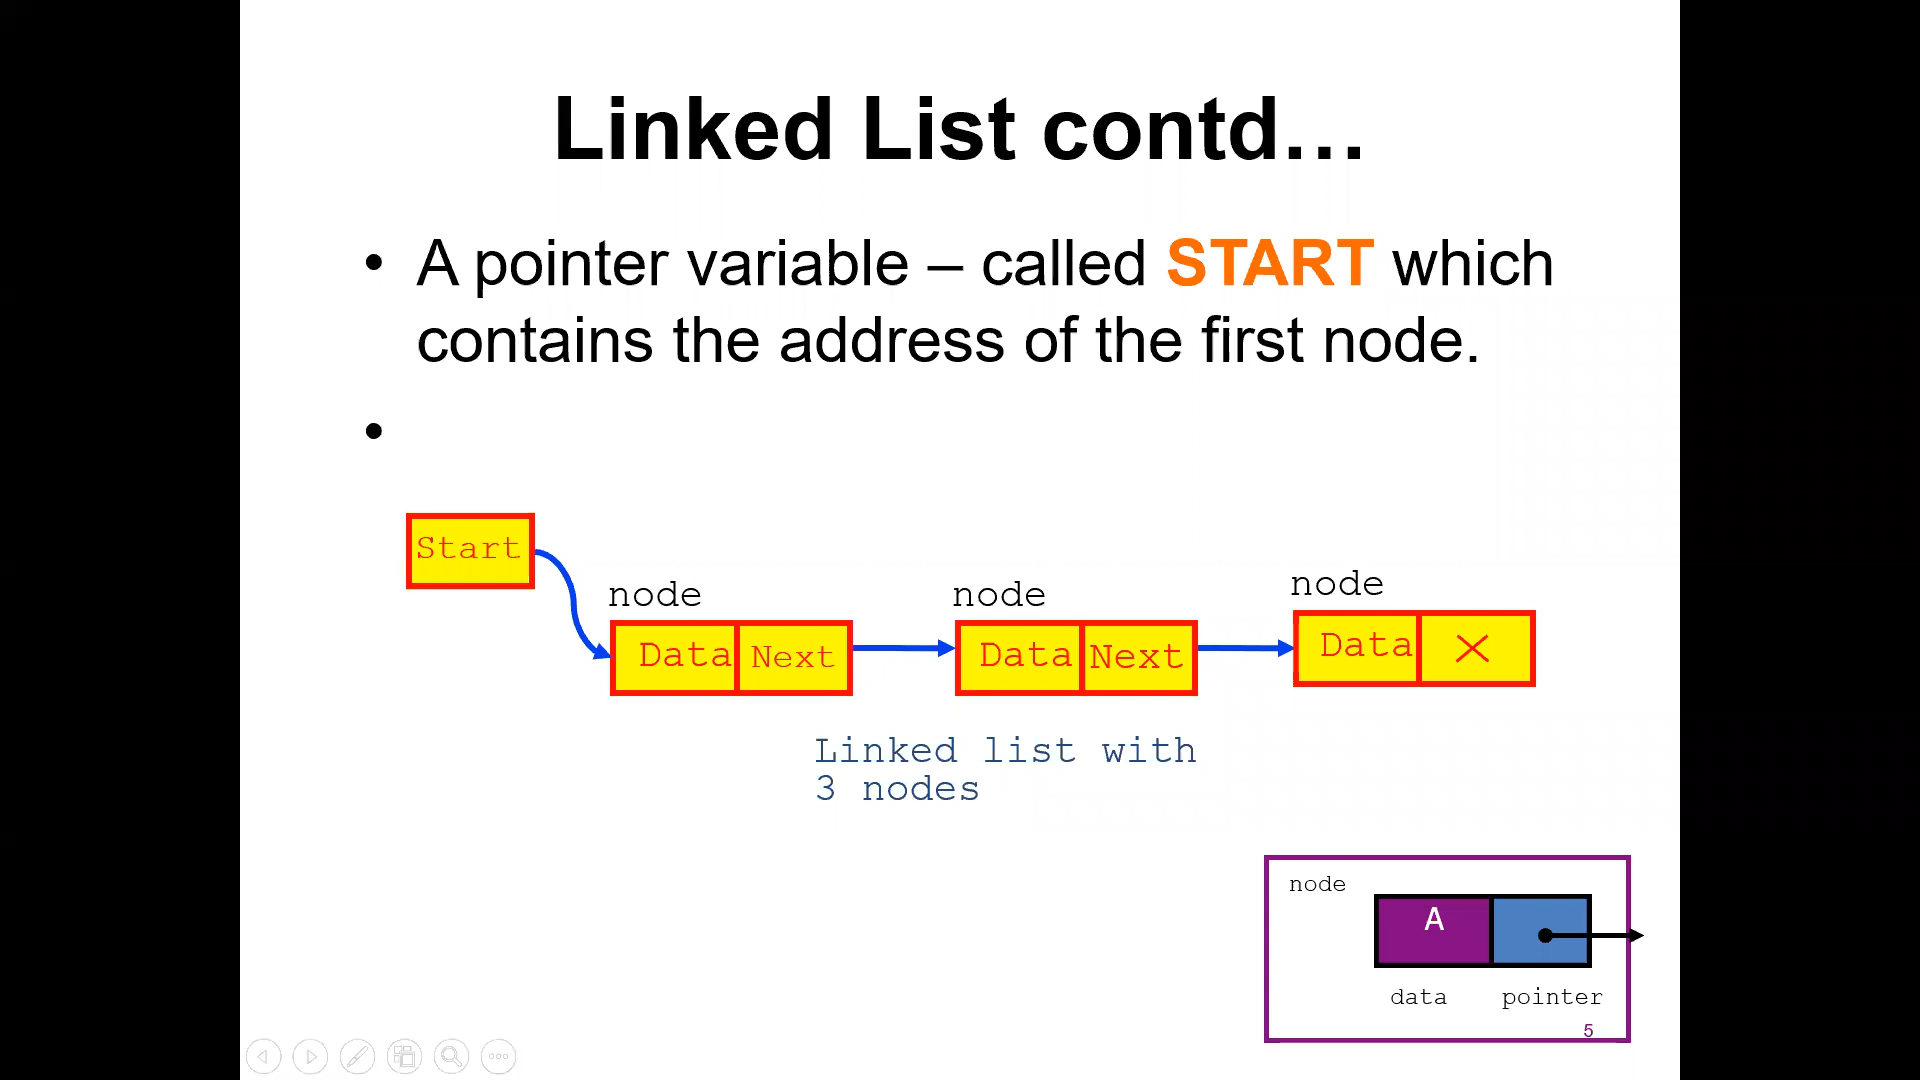 Linked List contd…
• A pointer variable – called START which
contains the address of the first node.
•
Start
node
node
node
Data Next
Data Next
Data
Linked list with
3 nodes
node
A
data pointer
5